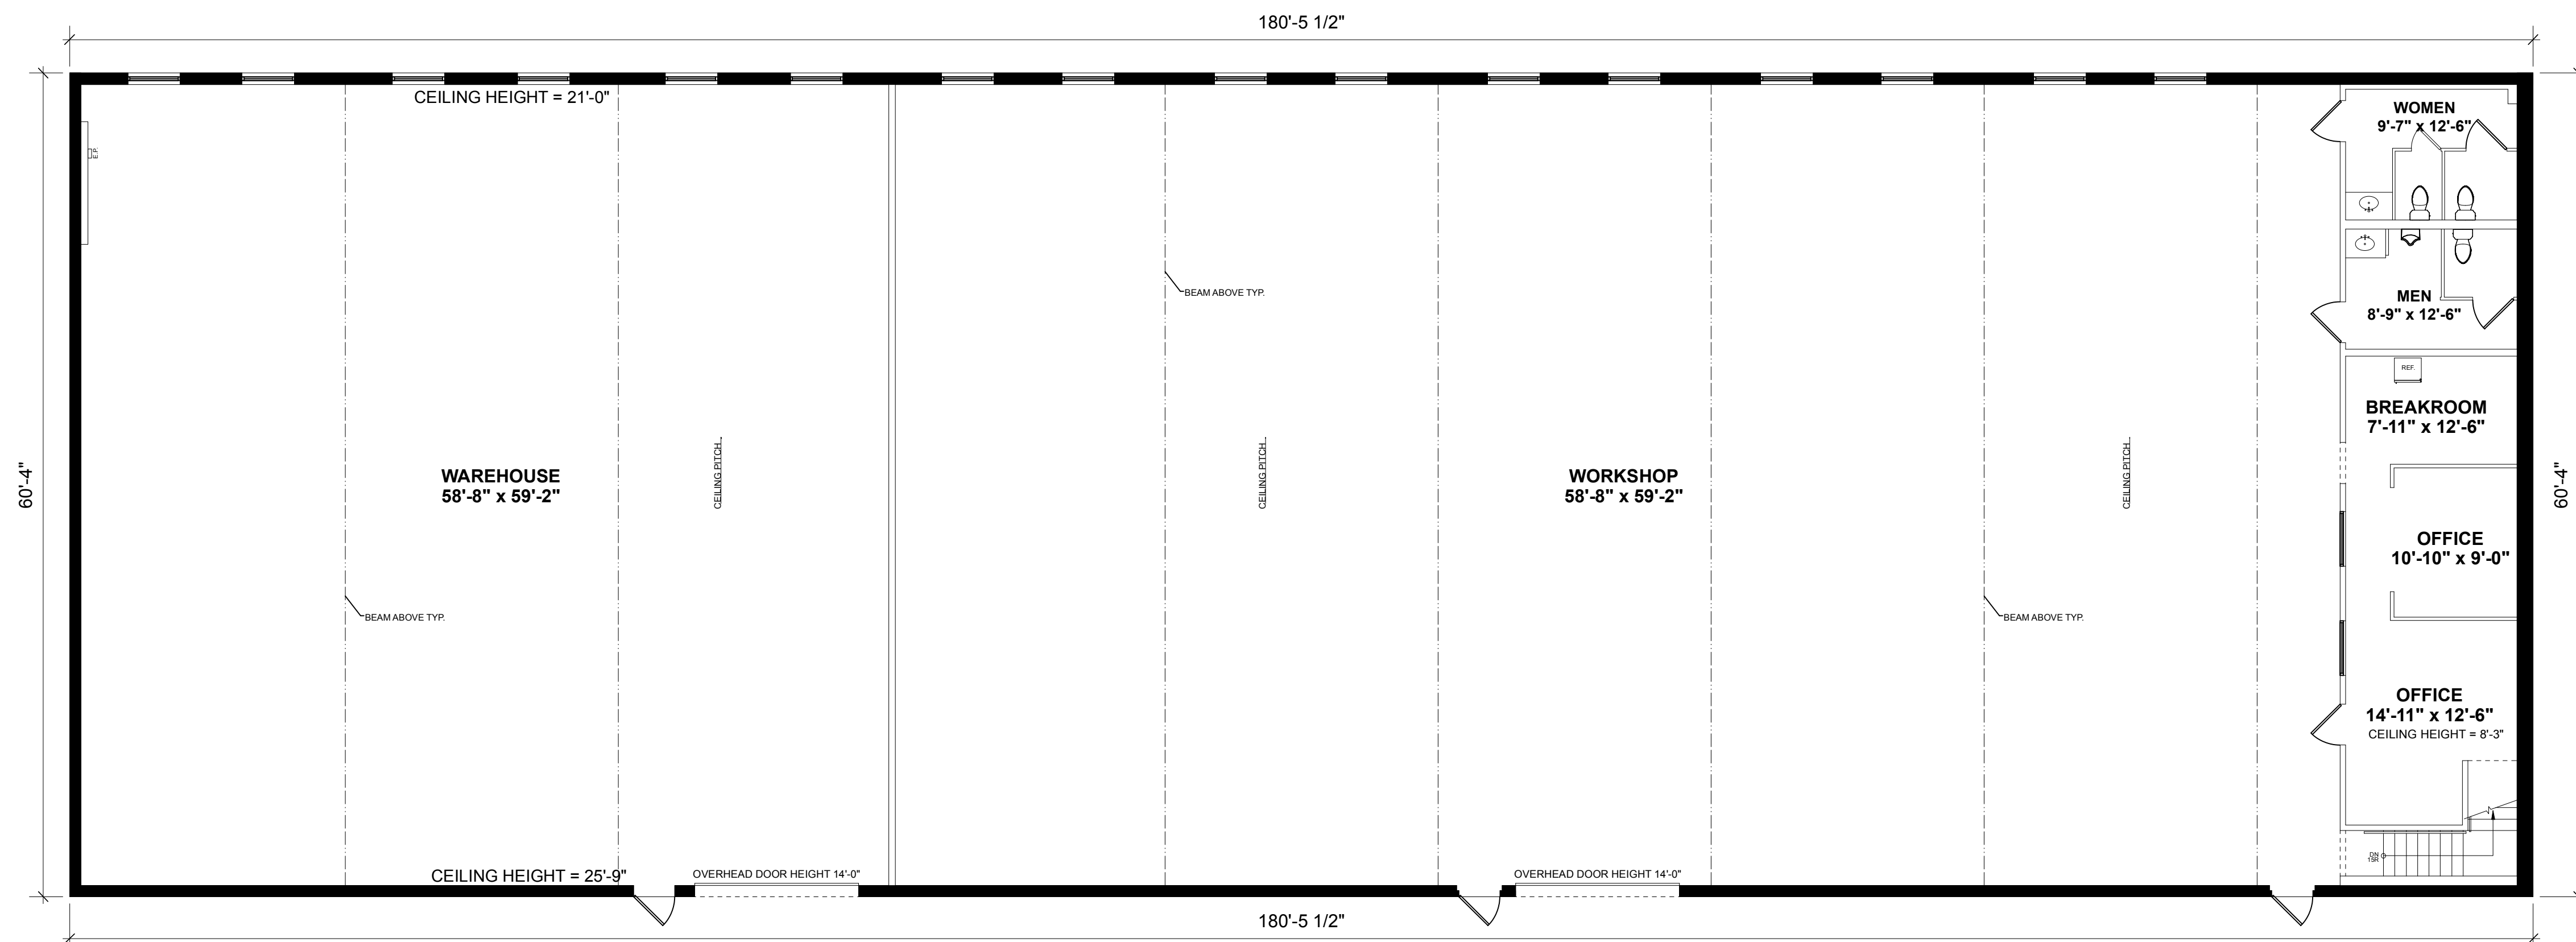 180'-5 1/2"
CEILING HEIGHT = 21'-0"
WOMEN
9'-7" x 12'-6"
E.P.
BEAM ABOVE TYP.
MEN
8'-9" x 12'-6"
REF.
BREAKROOM
7'-11" x 12'-6"
60'-4"
WAREHOUSE
58'-8" x 59'-2"
CEILING PITCH
CEILING PITCH
WORKSHOP
58'-8" x 59'-2"
CEILING PITCH
60'-4"
OFFICE
10'-10" x 9'-0"
BEAM ABOVE TYP.
BEAM ABOVE TYP.
OFFICE
14'-11" x 12'-6"
CEILING HEIGHT = 8'-3"
DN
15R
CEILING HEIGHT = 25'-9"
OVERHEAD DOOR HEIGHT 14'-0"
OVERHEAD DOOR HEIGHT 14'-0"
180'-5 1/2"